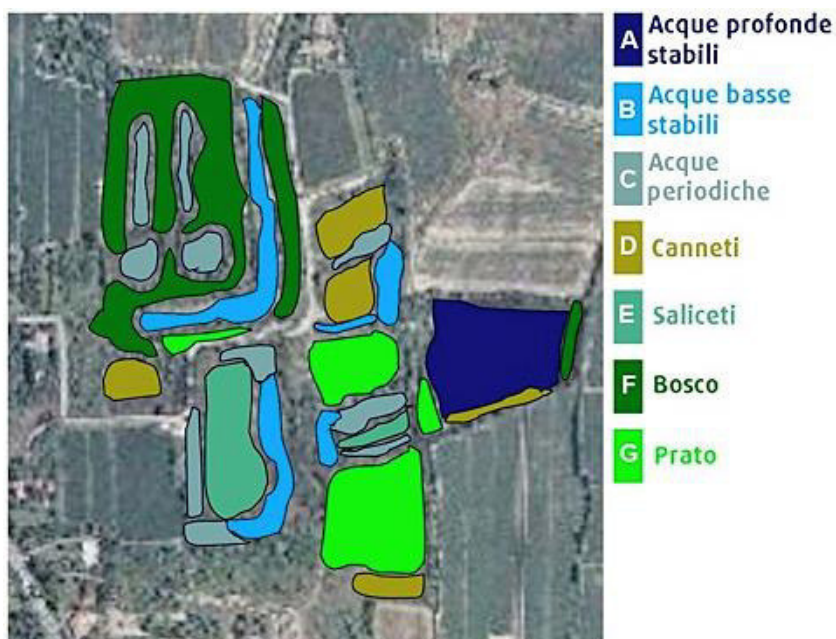 A Acque profonde
stabili
B Acque basse
stabili
C Acque
periodiche
D Canneti
E Saliceti
F Bosco
G Prato